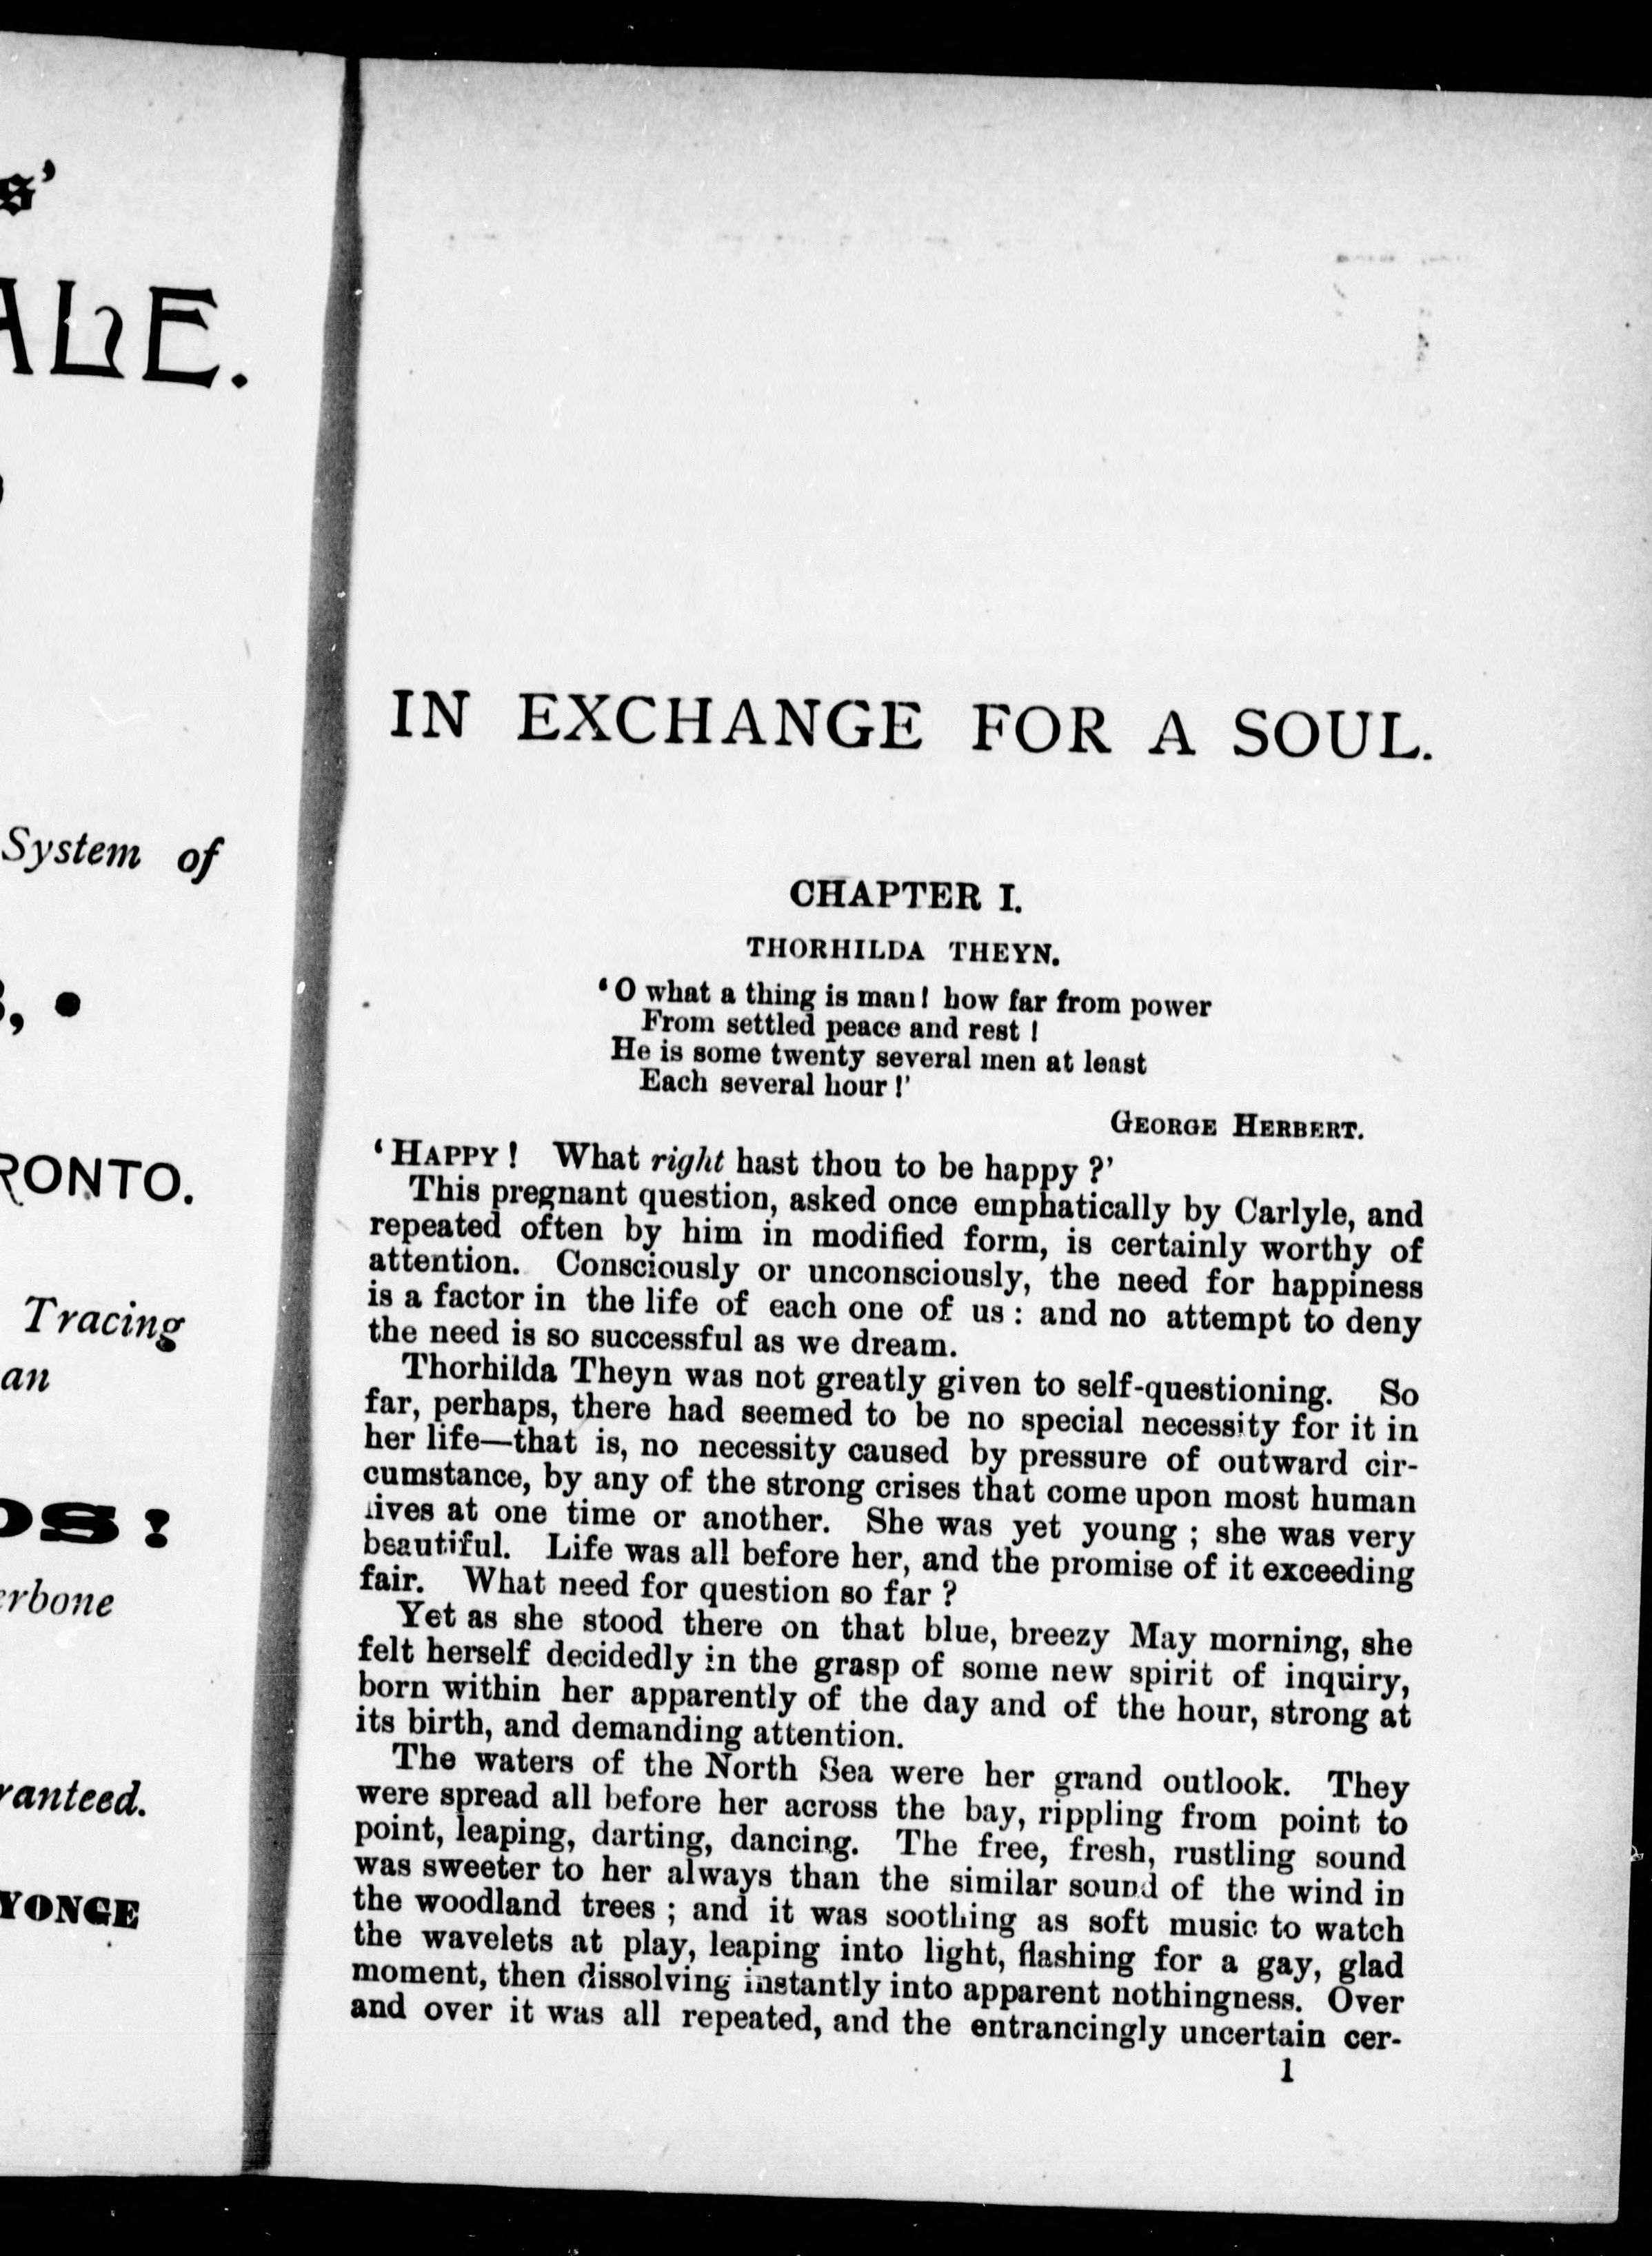 s'
ALE.
System of
RONTO.
Tracing
an
DS:
erbone
ranteed.
YONGE
IN EXCHANGE FOR A SOUL.
CHAPTER I.
THORHILDA THEYN.
‘O what a thing is man! how far from power
From settled peace and rest!
He is some twenty several men at least
Each several hour!’
GEORGE HERBERT.
‘HAPPY! What right hast thou to be happy?’
This pregnant question, asked once emphatically by Carlyle, and
repeated often by him in modified form, is certainly worthy of
attention. Consciously or unconsciously, the need for happiness
is a factor in the life of each one of us: and no attempt to deny
the need is so successful as we dream.
Thorhilda Theyn was not greatly given to self-questioning. So
far, perhaps, there had seemed to be no special necessity for it in
her life—that is, no necessity caused by pressure of outward cir-
cumstance, by any of the strong crises that come upon most human
lives at one time or another. She was yet young; she was very
beautiful. Life was all before her, and the promise of it exceeding
fair. What need for question so far?
Yet as she stood there on that blue, breezy May morning, she
felt herself decidedly in the grasp of some new spirit of inquiry,
born within her apparently of the day and of the hour, strong at
its birth, and demanding attention.
The waters of the North Sea were her grand outlook. They
were spread all before her across the bay, rippling from point to
point, leaping, darting, dancing. The free, fresh, rustling sound
was sweeter to her always than the similar sound of the wind in
the woodland trees; and it was soothing as soft music to watch
the wavelets at play, leaping into light, flashing for a gay, glad
moment, then dissolving instantly into apparent nothingness. Over
and over it was all repeated, and the entrancingly uncertain cer-
1